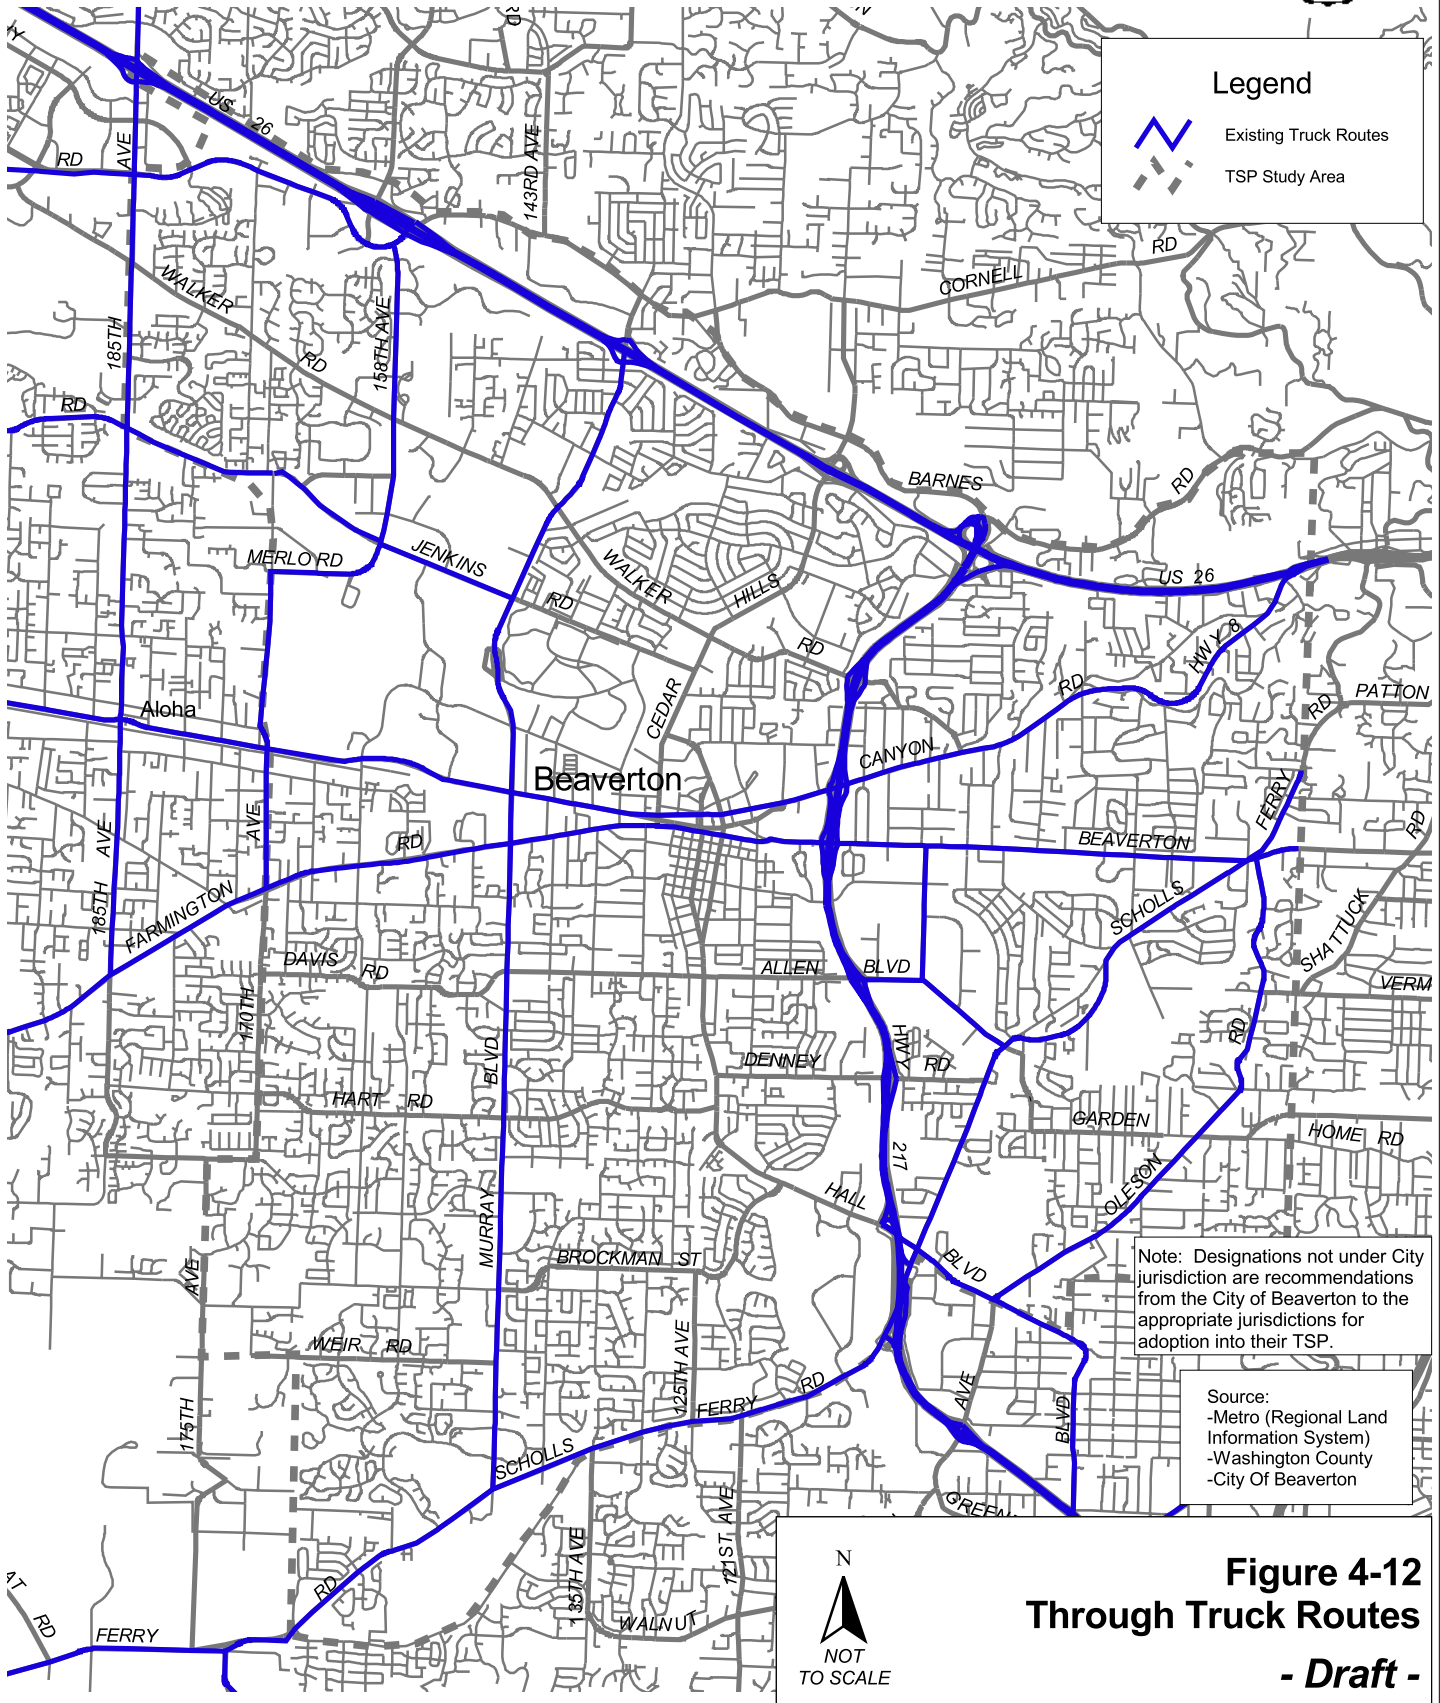 Legend
Existing Truck Routes
TSP Study Area
RD
US 26
143RD AVE
RD
AVE
WALKER
RD
CORNELL
RD
185TH
158TH AVE
RD
BARNES
RD
MERLO RD
JENKINS
RD
WALKER
HILLS
RD
US 26
HWY 8
RD
CEDAR
PATTON
RD
Aloha
CANYON
Beaverton
FERRY
AVE
185TH AVE
RD
BEAVERTON
RD
185TH
FARMINGTON
SCHOLLS
SHATTUCK
DAVIS
RD
ALLEN
BLVD
VERM
170TH
BLVD
HWY
RD
DENNEY
RD
HART RD
GARDEN
HOME RD
217
OLESON
HALL
MURRAY
BROCKMAN ST
BLVD
AVE
Note: Designations not under City
jurisdiction are recommendations
from the City of Beaverton to the
appropriate jurisdictions for
adoption into their TSP.
WEIR RD
125TH AVE
FERRY
RD
AVE
BLVD
175TH
SCHOLLS
Source:
-Metro (Regional Land
Information System)
-Washington County
-City Of Beaverton
GREEN
121ST AVE
135TH AVE
WALNUT
RD
AT
RD
FERRY
N
NOT
TO SCALE
Figure 4-12
Through Truck Routes
- Draft -